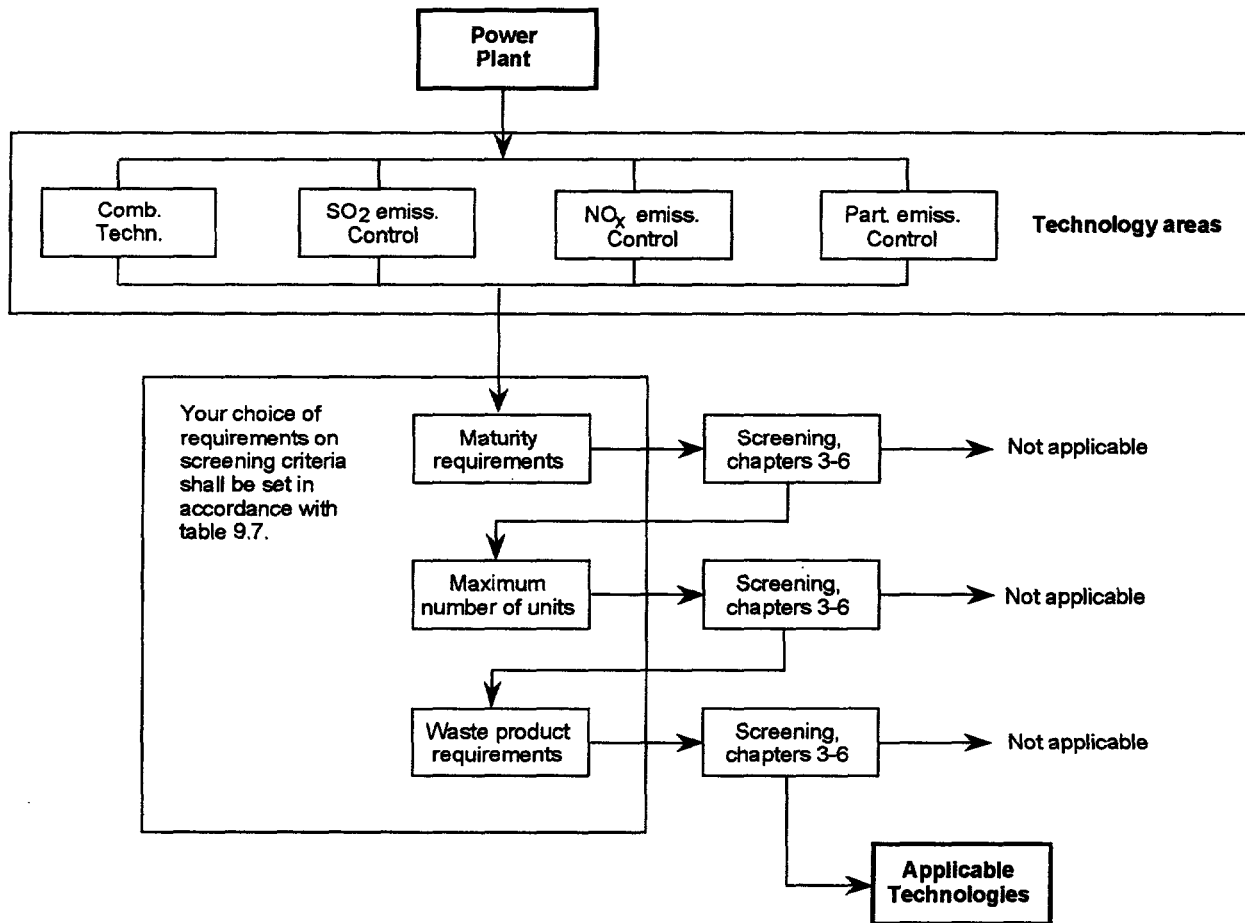 Power
Plant
Comb.
Techn.
SO2 emiss.
Control
NOx emiss.
Control
Part. emiss.
Control
Technology areas
Your choice of
requirements on
screening criteria
shall be set in
accordance with
table 9.7.
Maturity
requirements
Screening,
chapters 3-6
Not applicable
Maximum
number of units
Screening,
chapters 3-6
Not applicable
Waste product
requirements
Screening,
chapters 3-6
Not applicable
Applicable
Technologies